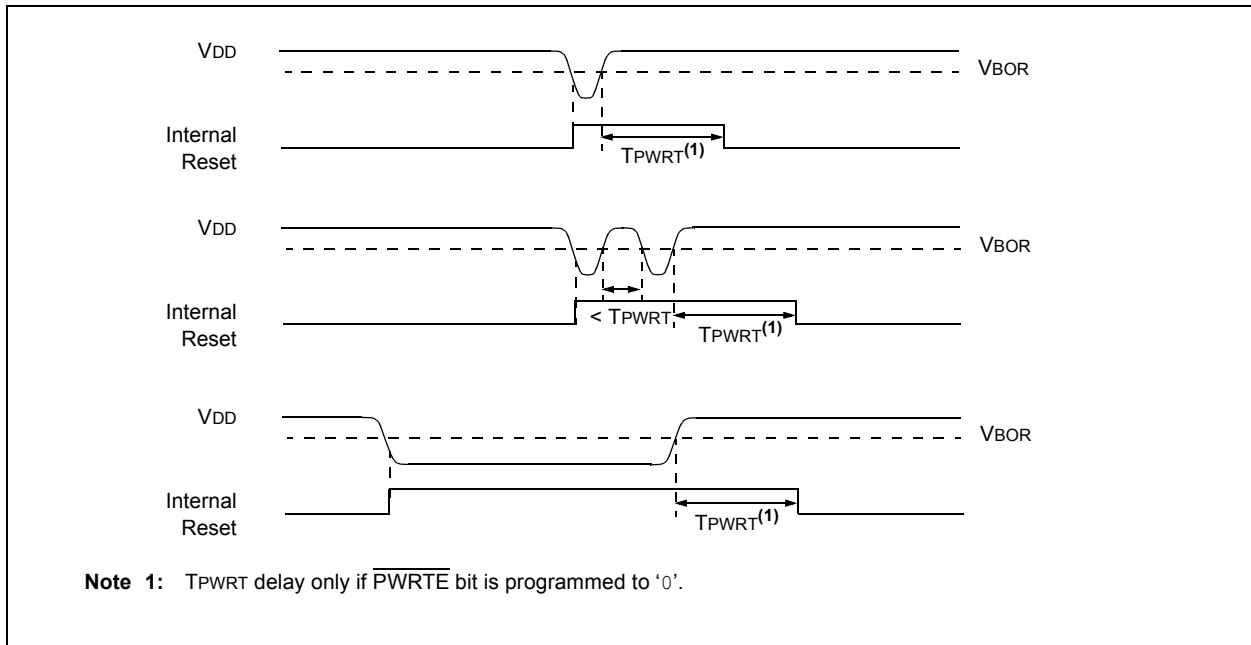 VDD
VBOR
Internal
Reset
TPWRT(1)
VDD
VBOR
Internal
Reset
< TPWRT
TPWRT(1)
VDD
VBOR
Internal
Reset
TPWRT(1)
Note 1: TPWRT delay only if PWRTE bit is programmed to ‘0’.